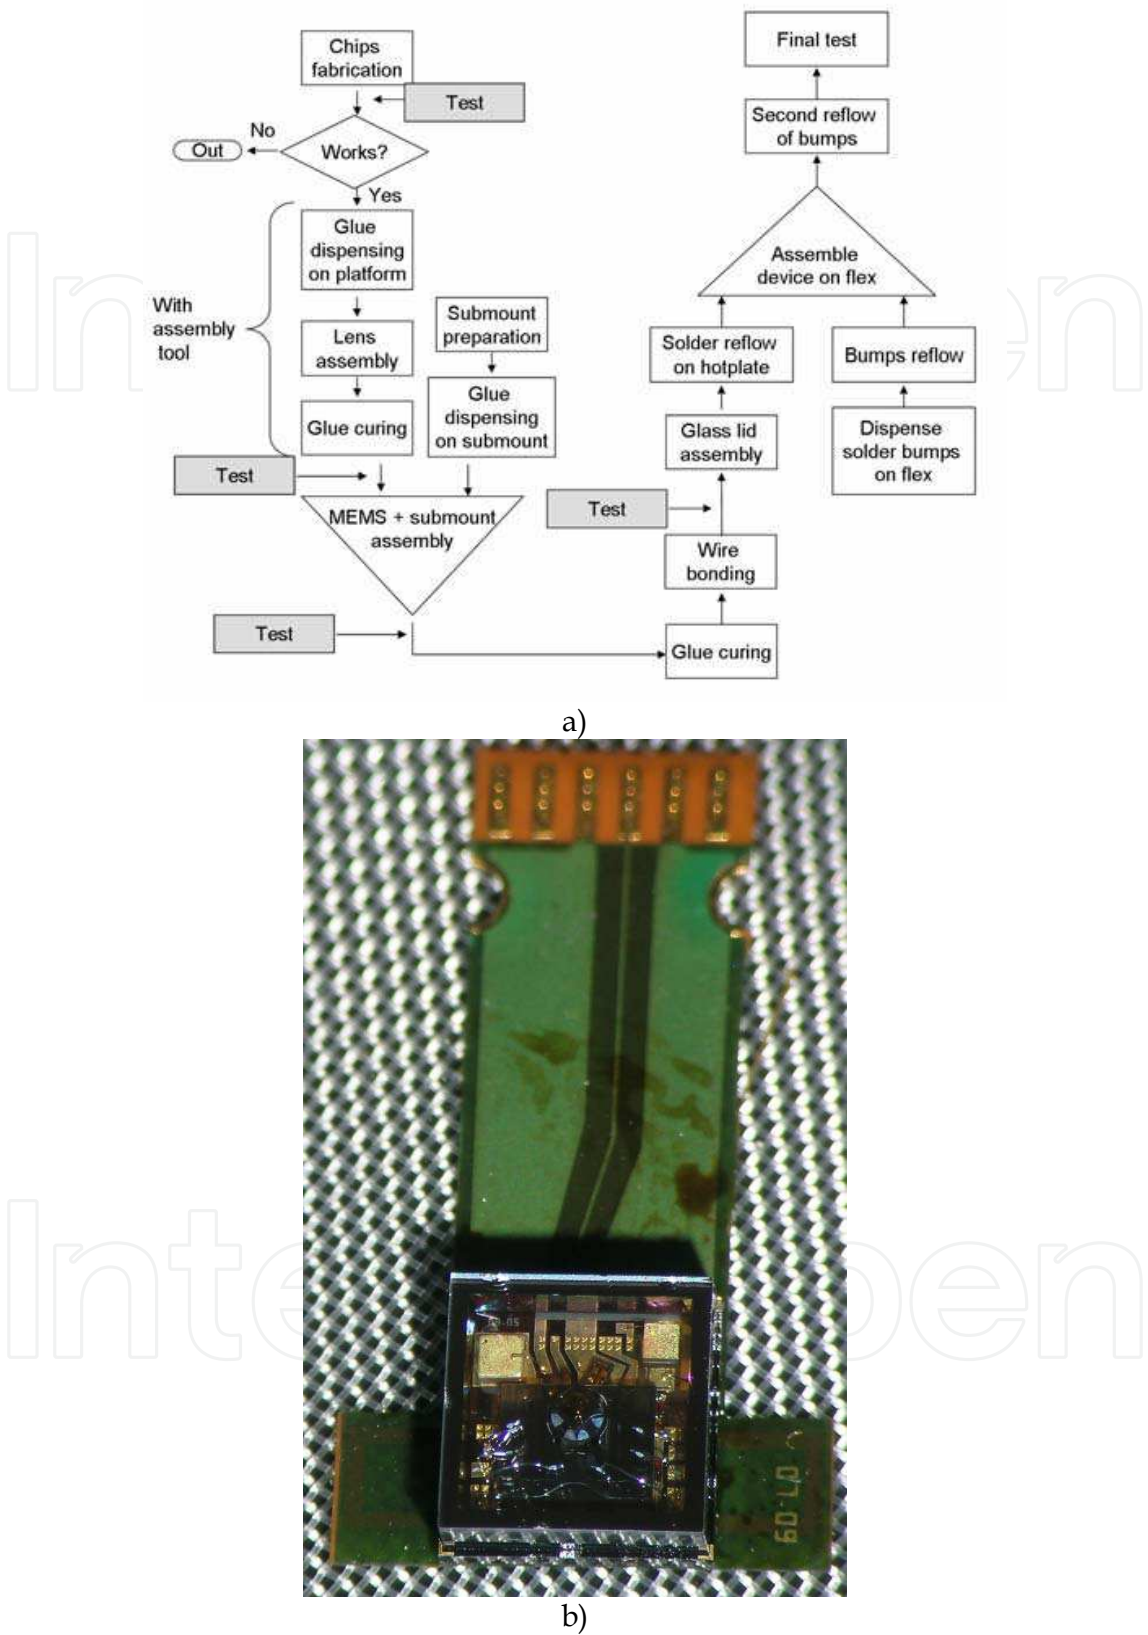 Chips
fabrication
Test
No
Out
Works?
Yes
Glue
dispensing
on platform
With
assembly
tool
Lens
assembly
Submount
preparation
Glue curing
Glue
dispensing
on submount
Test
MEMS + submount
assembly
Test
Final test
Second reflow
of bumps
Assemble
device on flex
Solder reflow
on hotplate
Bumps reflow
Glass lid
assembly
Dispense
solder bumps
on flex
Test
Wire
bonding
Glue curing
a)
b)